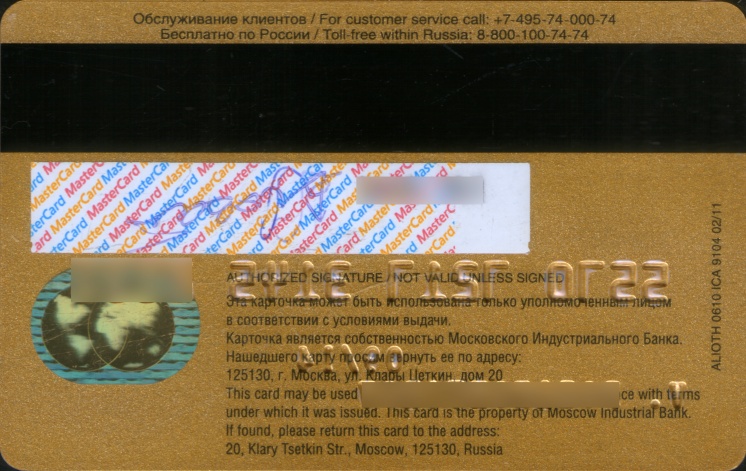 Обслуживание клиентов / For customer service call: +7-495-74-000-74
Бесплатно по России / Toll-free within Russia: 8-800-100-74-74
MasterCard
AUTHORIZED SIGNATURE / NOT VALID UNLESS SIGNED
Эта карточка может быть использована только уполномоченным лицом
в соответствии с условиями выдачи.
Карточка является собственностью Московского Индустриального Банка.
Нашедшего карту просим вернуть ее по адресу:
125130, г. Москва, ул. Клары Цеткин, дом 20
This card may be used with terms
under which it was issued. This card is the property of Moscow Industrial Bank.
If found, please return this card to the address:
20, Klary Tsetkin Str., Moscow, 125130, Russia
ALIOTH 0610 ICA 9104 02/11